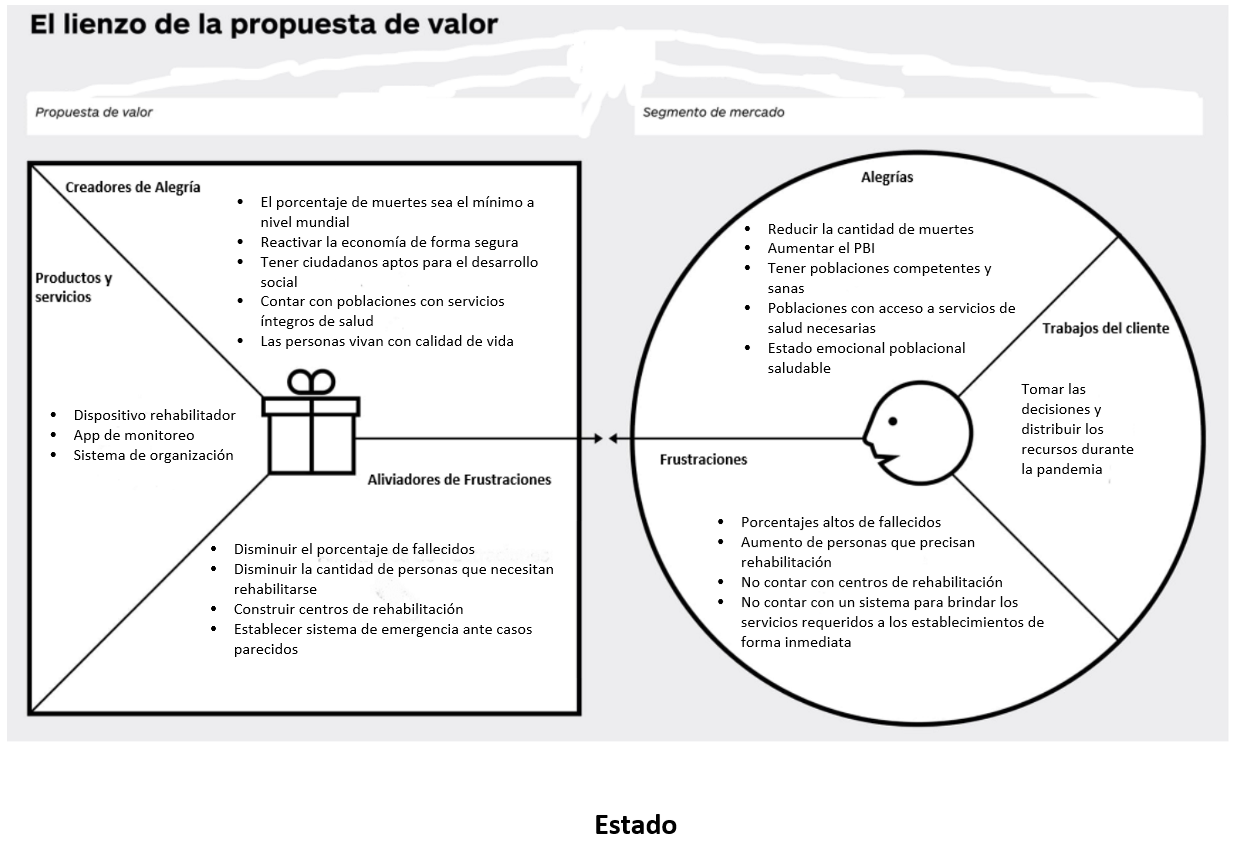 El lienzo de la propuesta de valor
Propuesta de valor
Segmento de mercado
Creadores de Alegría
• El porcentaje de muertes sea el mínimo a
nivel mundial
• Reactivar la economía de forma segura
• Tener ciudadanos aptos para el desarrollo
social
• Contar con poblaciones con servicios
íntegros de salud
• Las personas vivan con calidad de vida
Productos y
servicios
• Dispositivo rehabilitador
• App de monitoreo
• Sistema de organización
Aliviadores de Frustraciones
• Disminuir el porcentaje de fallecidos
• Disminuir la cantidad de personas que necesitan
rehabilitarse
• Construir centros de rehabilitación
• Establecer sistema de emergencia ante casos
parecidos
Alegrías
• Reducir la cantidad de muertes
• Aumentar el PBI
• Tener poblaciones competentes y
sanas
• Poblaciones con acceso a servicios de
salud necesarias
• Estado emocional poblacional
saludable
Trabajos del cliente
Tomar las
decisiones y
distribuir los
recursos durante
la pandemia
Frustraciones
• Porcentajes altos de fallecidos
• Aumento de personas que precisan
rehabilitación
• No contar con centros de rehabilitación
• No contar con un sistema para brindar los
servicios requeridos a los establecimientos de
forma inmediata
Estado